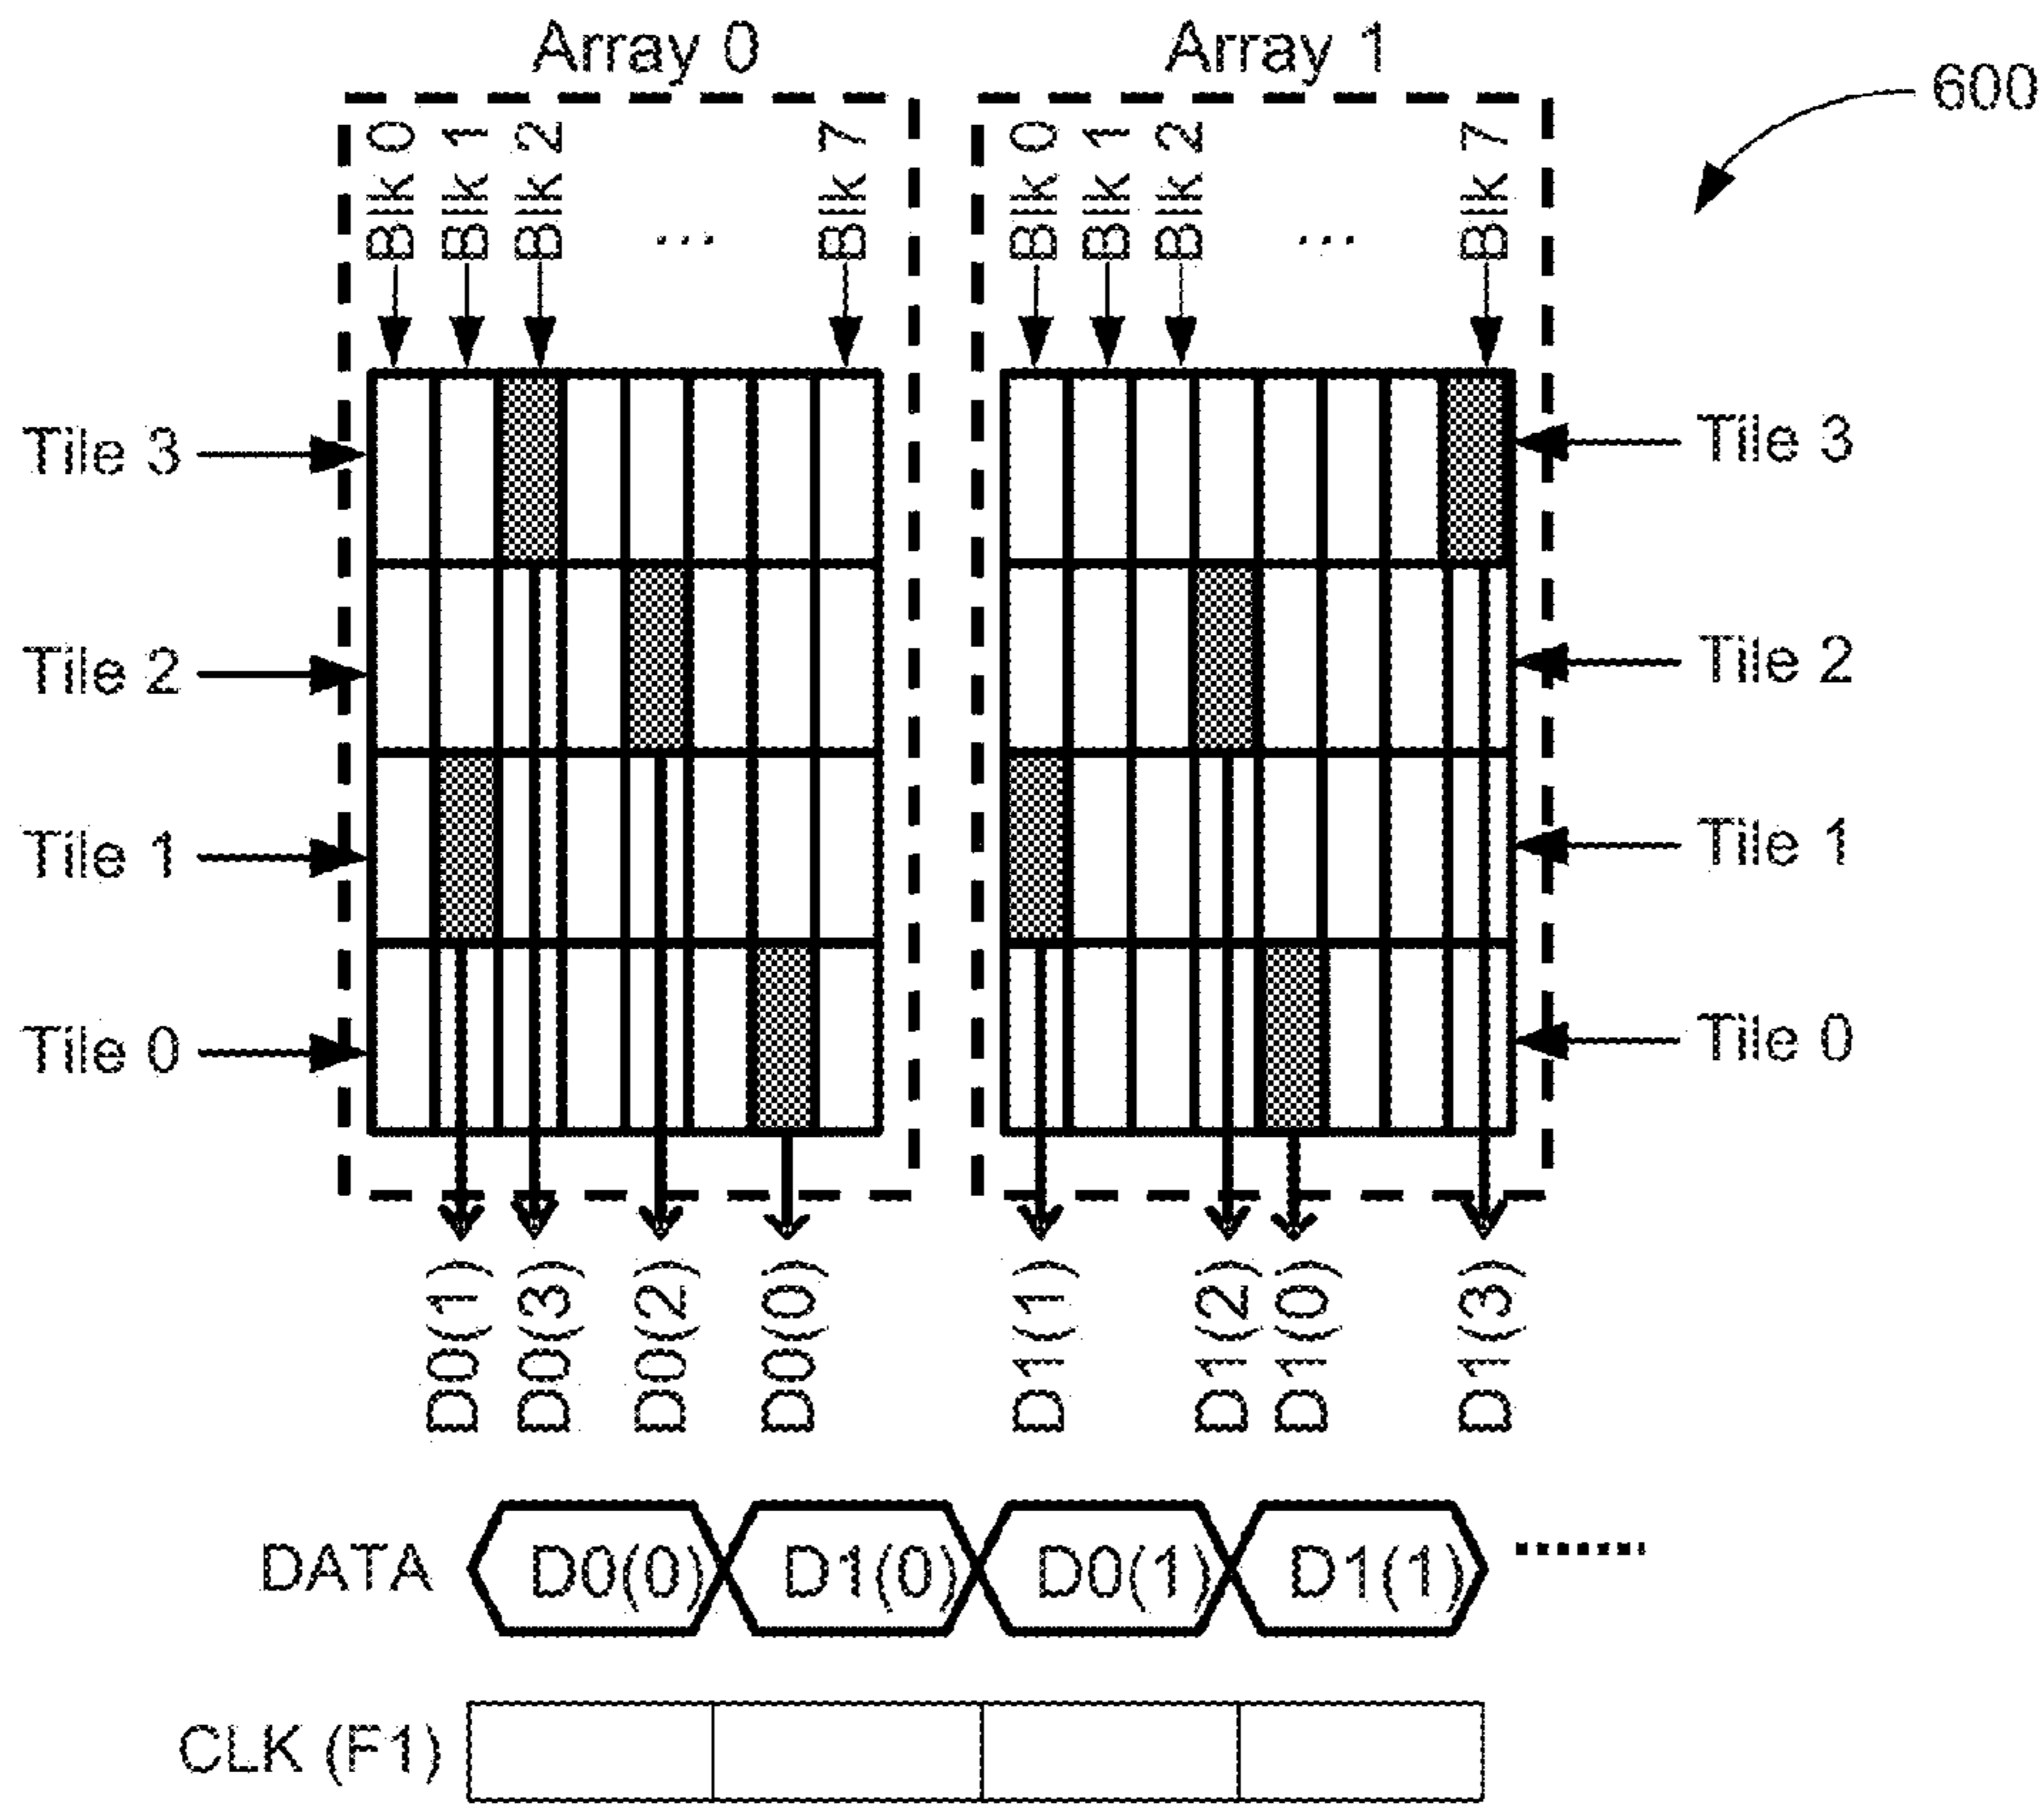 Array 0 Array 1
600
Blk 0 Blk 1 Blk 2 ... Blk 7 Blk 0 Blk 1 Blk 2 ... Blk 7
Tile 3 Tile 3
Tile 2 Tile 2
Tile 1 Tile 1
Tile 0 Tile 0
D0(1) D0(3) D0(2) D0(0) D1(1) D1(2) D1(0) D1(3)
DATA D0(0) D1(0) D0(1) D1(1) .......
CLK (F1)